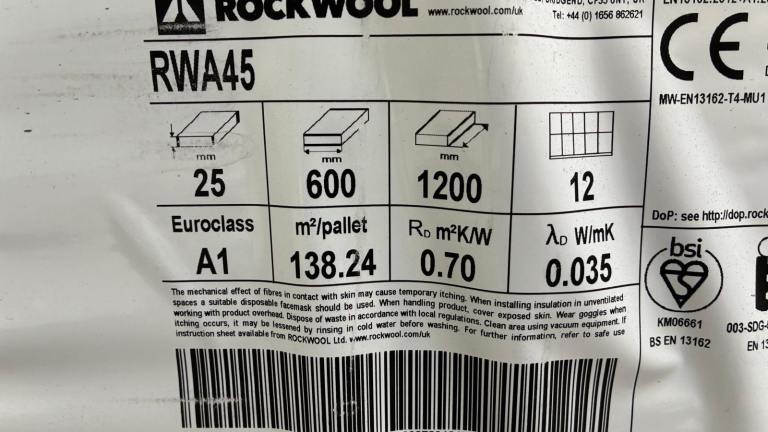 ROCKWOOL
www.rockwool.com/uk
Tel: +44 (0) 1656 862621
RWA45
mm
25
mm
600
mm
1200
12
Euroclass
A1
m²/pallet
138.24
RD m²K/W
0.70
λD W/mK
0.035
The mechanical effect of fibres in contact with skin may cause temporary itching. When installing insulation in unventilated
spaces a suitable disposable facemask should be used. When handling product, cover exposed skin. Wear goggles when
working with product overhead. Dispose of waste in accordance with local regulations. Clean area using vacuum equipment. If
itching occurs, it may be lessened by rinsing in cold water before washing. For further information, refer to safe use
instruction sheet available from ROCKWOOL Ltd. www.rockwool.com/uk
CE
MW-EN13162-T4-MU1
DoP: see http://dop.rock
bsi
KM06661
BS EN 13162
003-SDG-
EN 13